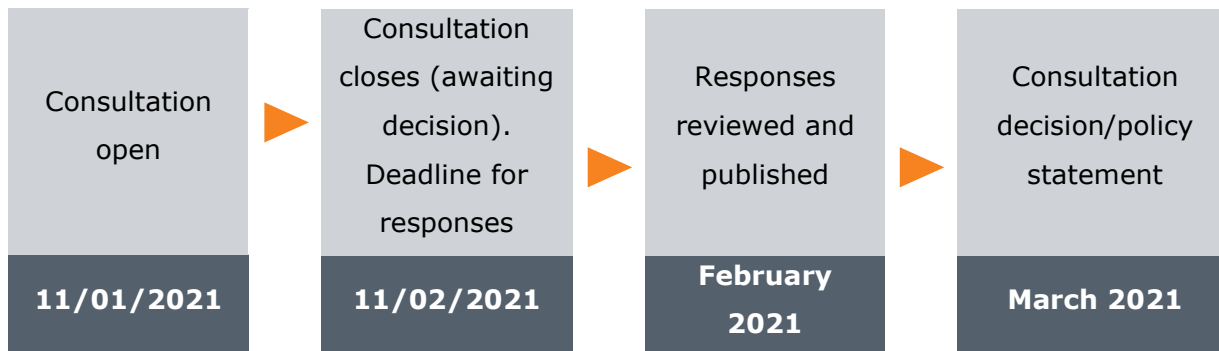 Consultation
open
11/01/2021
Consultation
closes (awaiting
decision).
Deadline for
responses
11/02/2021
Responses
reviewed and
published
February
2021
Consultation
decision/policy
statement
March 2021